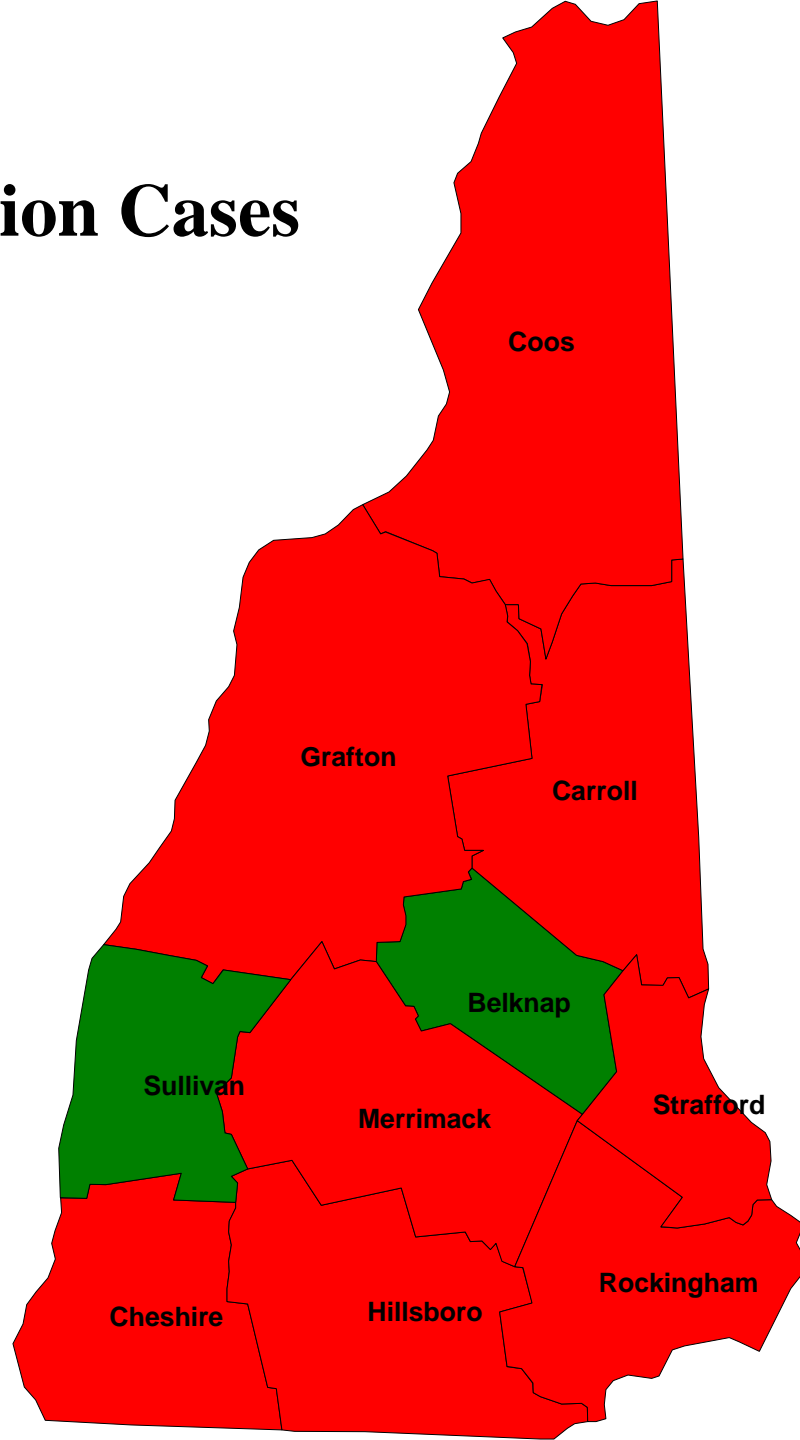 ion Cases
Coos
Grafton
Carroll
Belknap
Sullivan
Strafford
Merrimack
Rockingham
Hillsboro
Cheshire